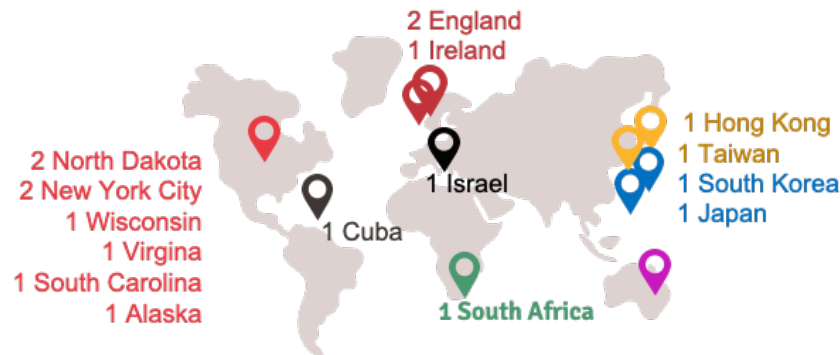 2 England
1 Ireland
1 Hong Kong
1 Taiwan
1 South Korea
1 Japan
2 North Dakota
2 New York City
1 Wisconsin
1 Virgina
1 South Carolina
1 Alaska
1 Israel
1 Cuba
1 South Africa